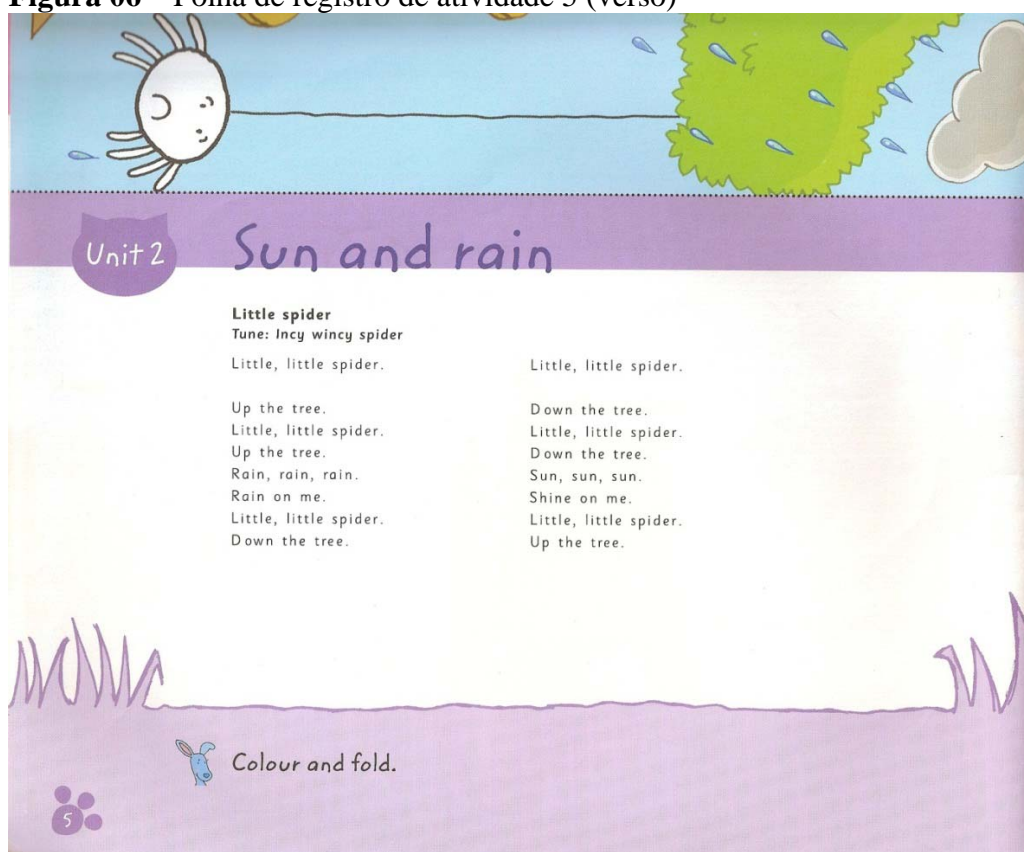 Figura 06 – Folha de registro de atividade 5 (verso)
Unit 2
Sun and rain
Little spider
Tune: Incy wincy spider
Little, little spider.
Up the tree.
Little, little spider.
Up the tree.
Rain, rain, rain.
Rain on me.
Little, little spider.
Down the tree.
Little, little spider.
Down the tree.
Little, little spider.
Down the tree.
Sun, sun, sun.
Shine on me.
Little, little spider.
Up the tree.
Colour and fold.
5